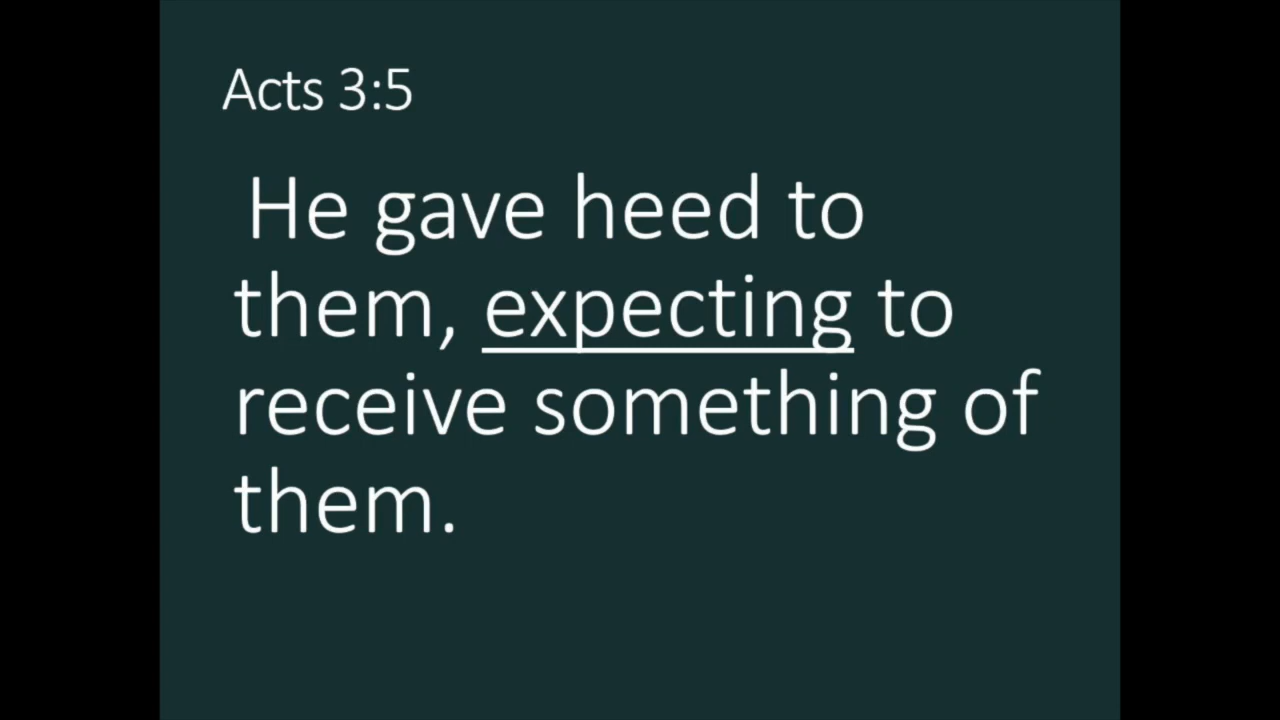 Acts 3:5
He gave heed to
them, expecting to
receive something of
them.